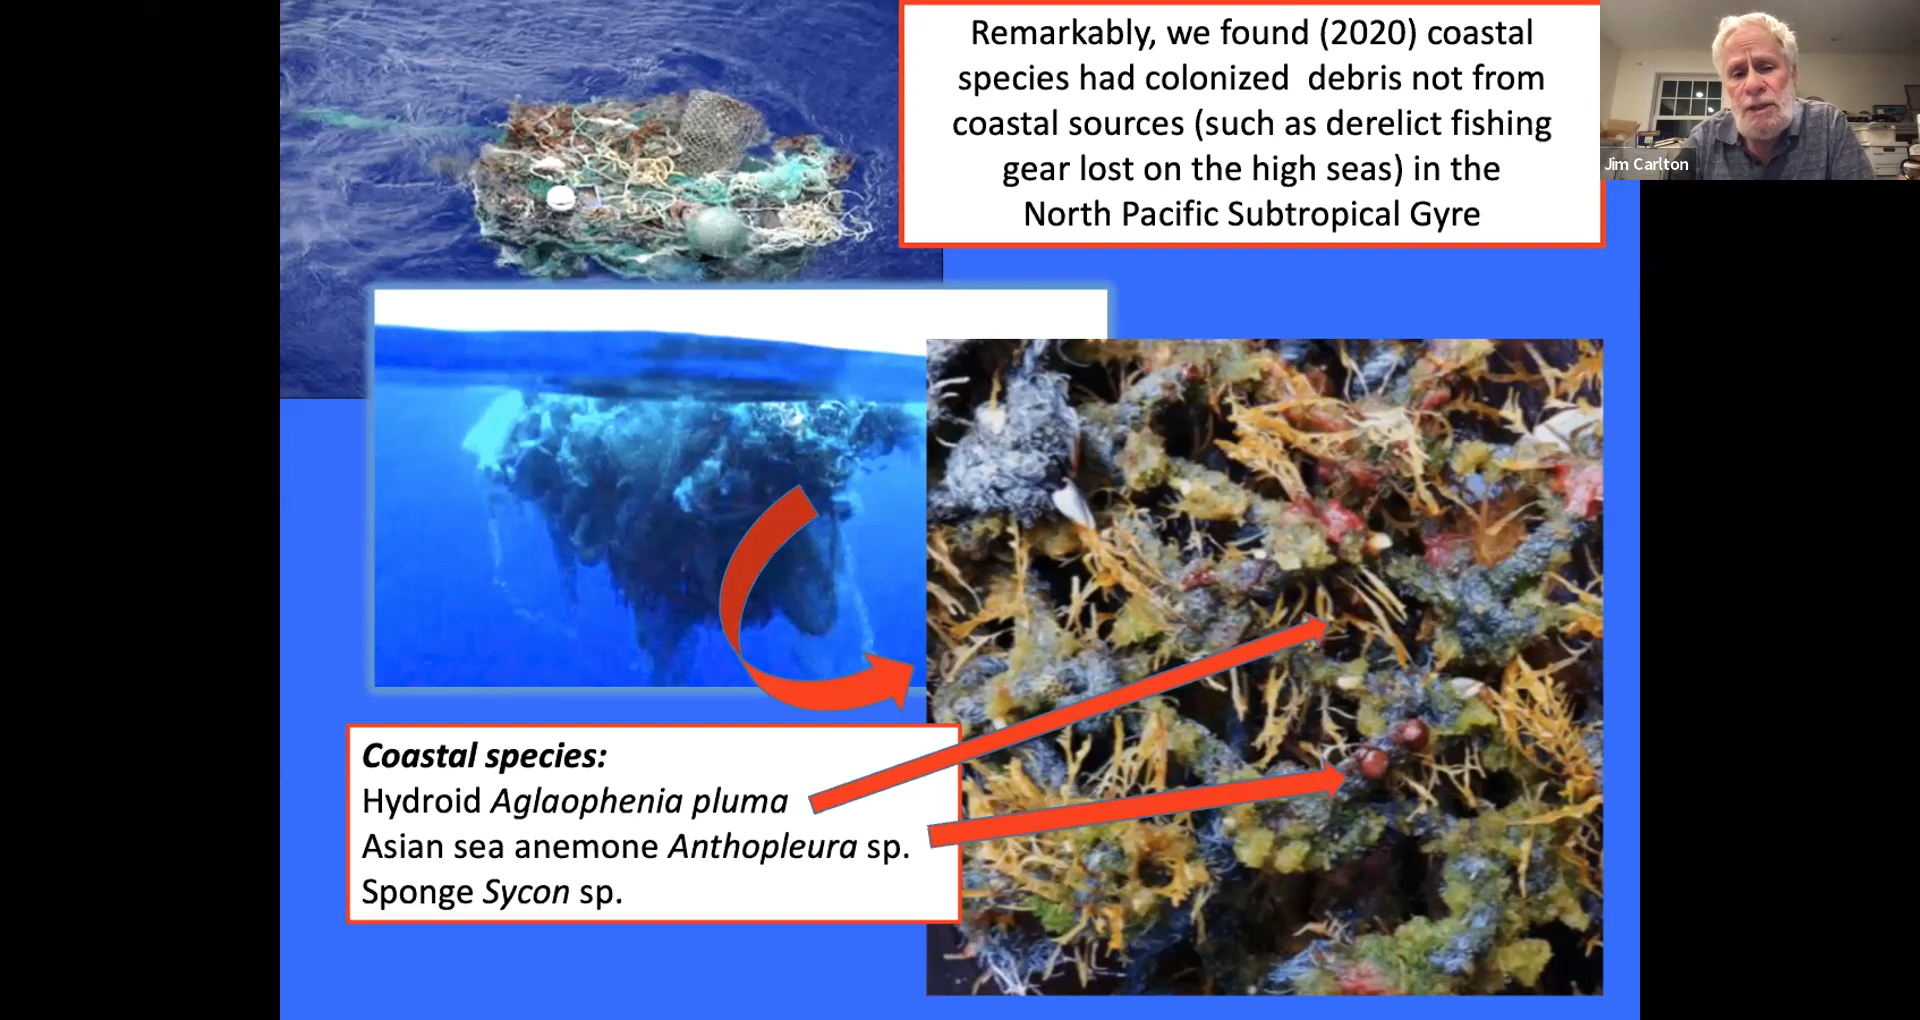 Remarkably, we found (2020) coastal
species had colonized debris not from
coastal sources (such as derelict fishing
gear lost on the high seas) in the
North Pacific Subtropical Gyre
Jim Carlton
Coastal species:
Hydroid Aglaophenia pluma
Asian sea anemone Anthopleura sp.
Sponge Sycon sp.